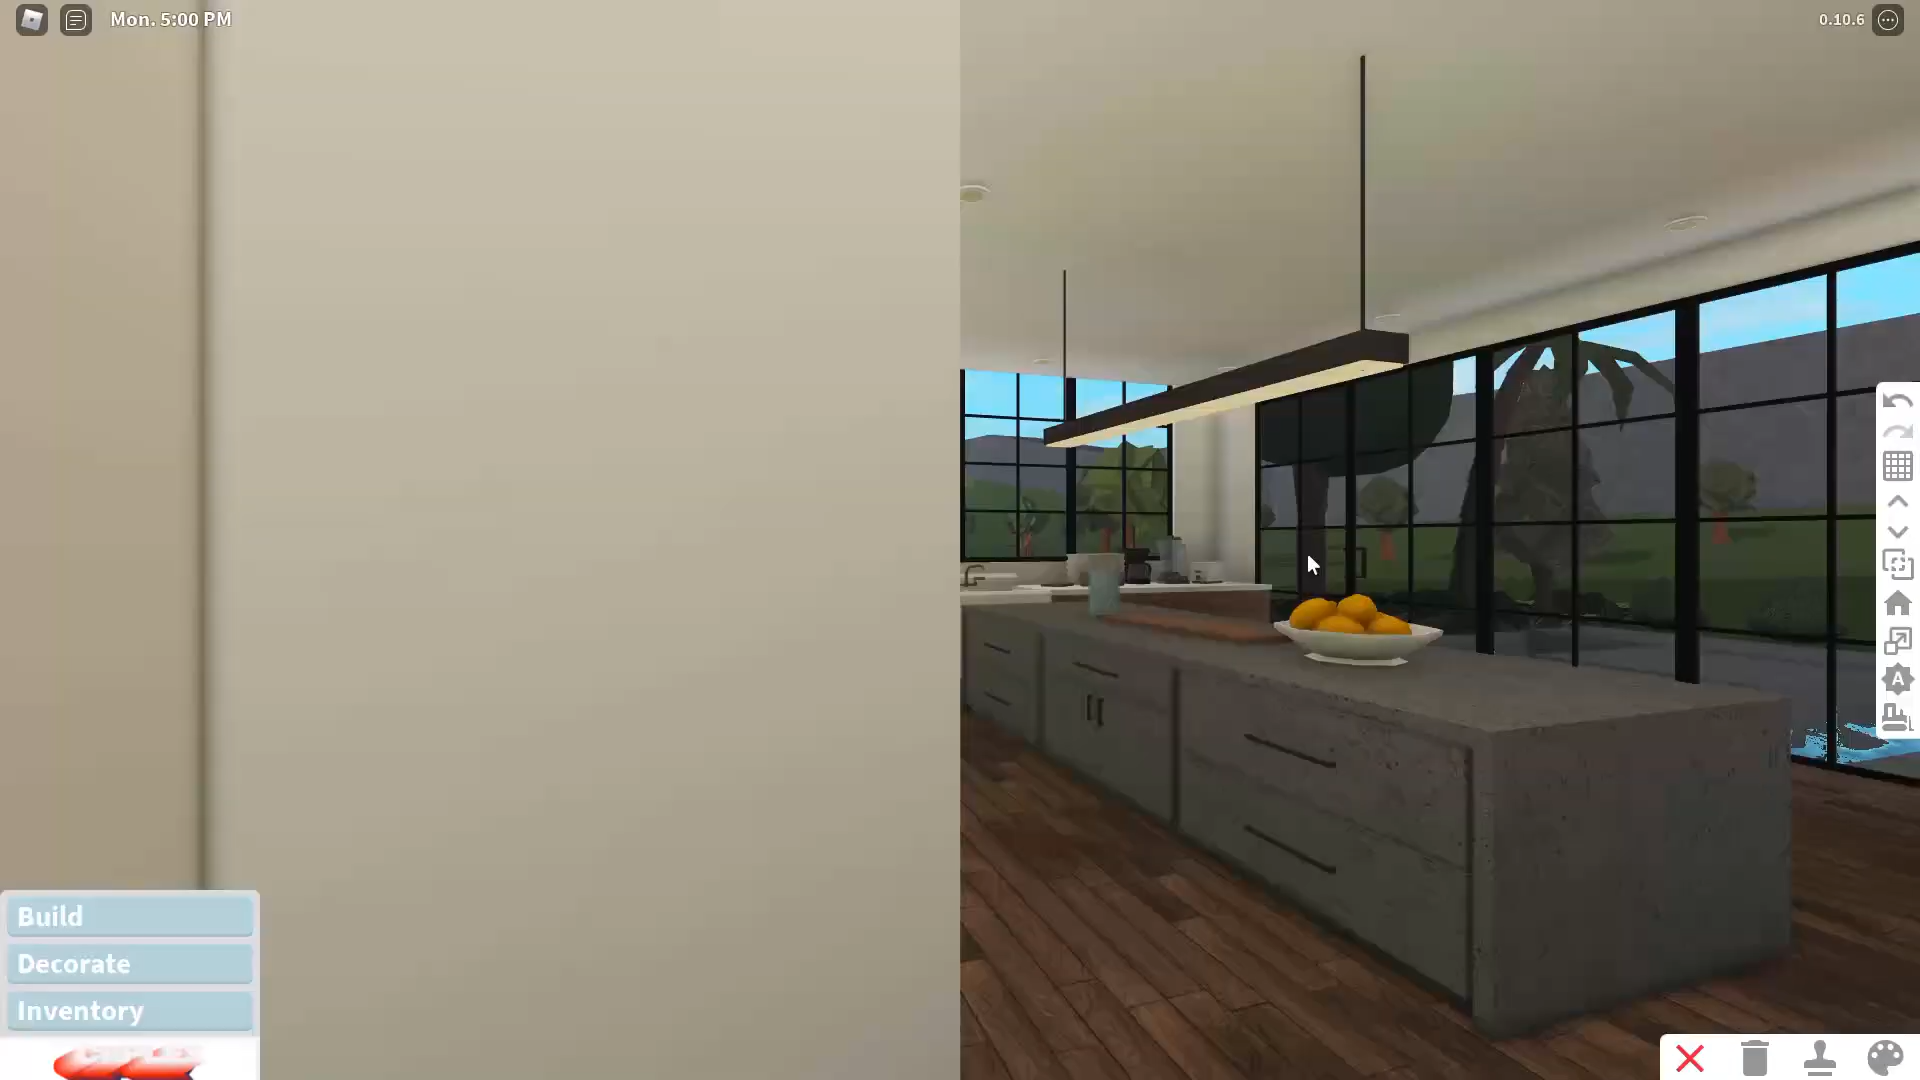 Mon. 5:00 PM
0.10.6
A
Build
Decorate
Inventory